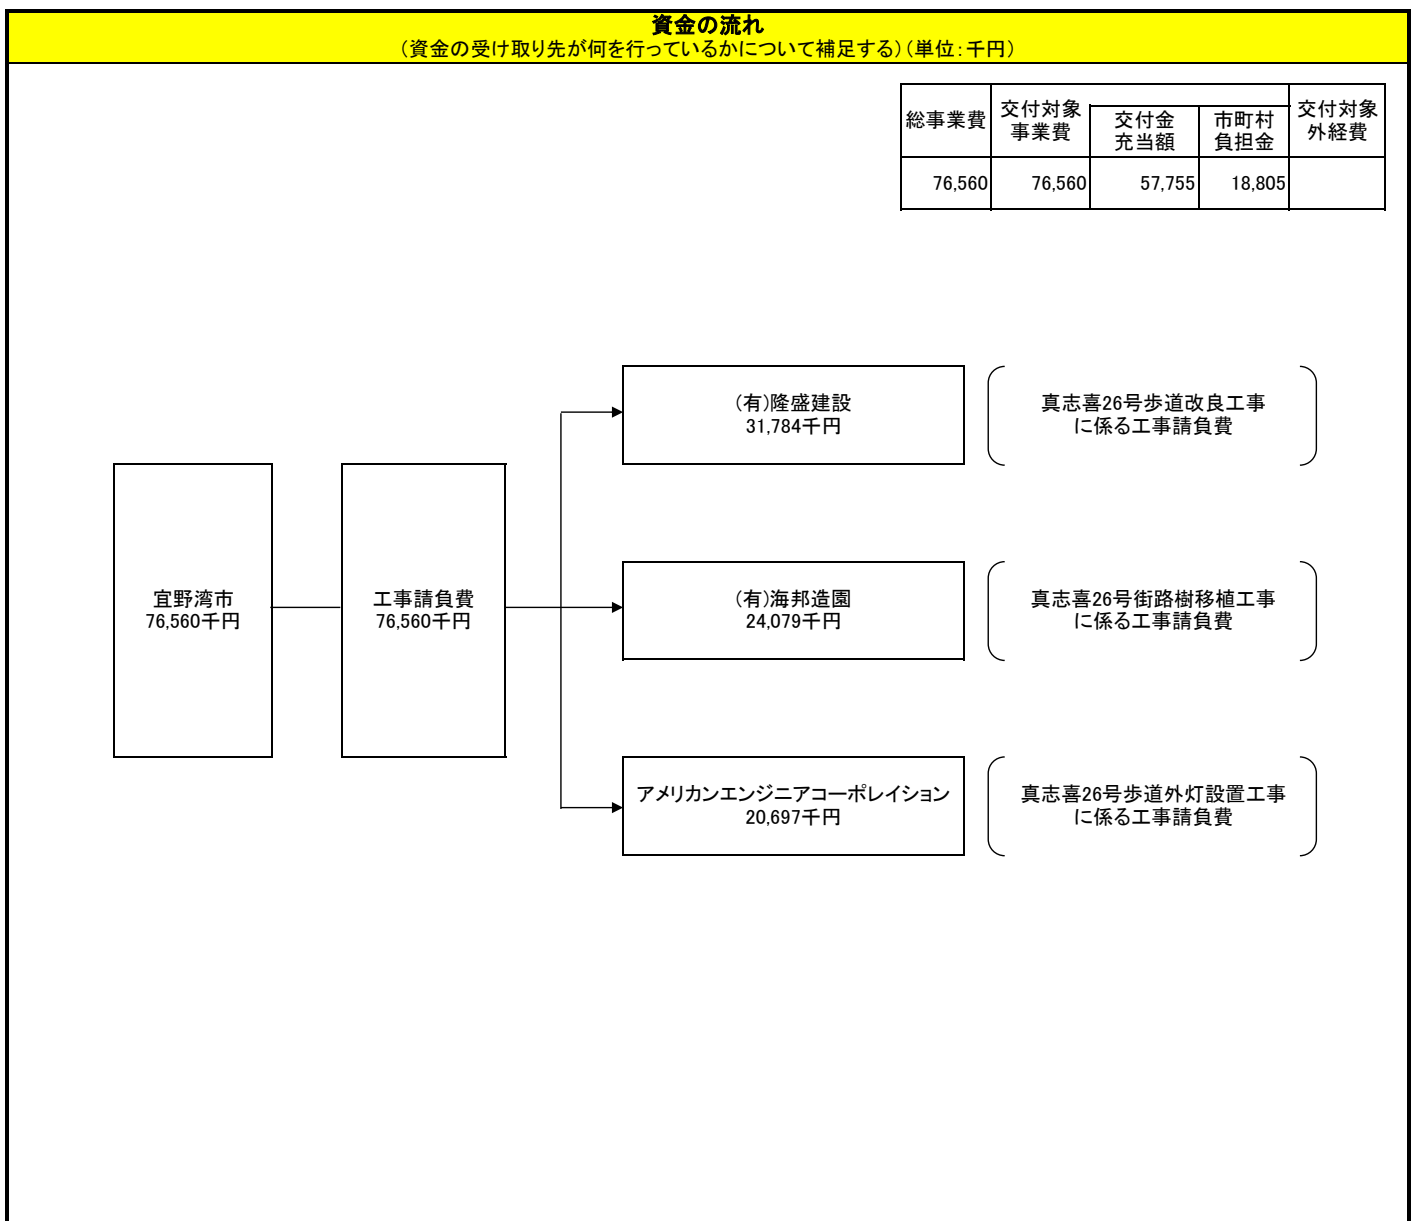 資金の流れ
（資金の受け取り先が何を行っているかについて補足する）（単位：千円）
総事業費
交付対象
事業費
交付金
充当額
市町村
負担金
交付対象
外経費
76,560
76,560
57,755
18,805
(有)隆盛建設
31,784千円
真志喜26号歩道改良工事
に係る工事請負費
宜野湾市
76,560千円
工事請負費
76,560千円
(有)海邦造園
24,079千円
真志喜26号街路樹移植工事
に係る工事請負費
アメリカンエンジニアコーポレイション
20,697千円
真志喜26号歩道外灯設置工事
に係る工事請負費